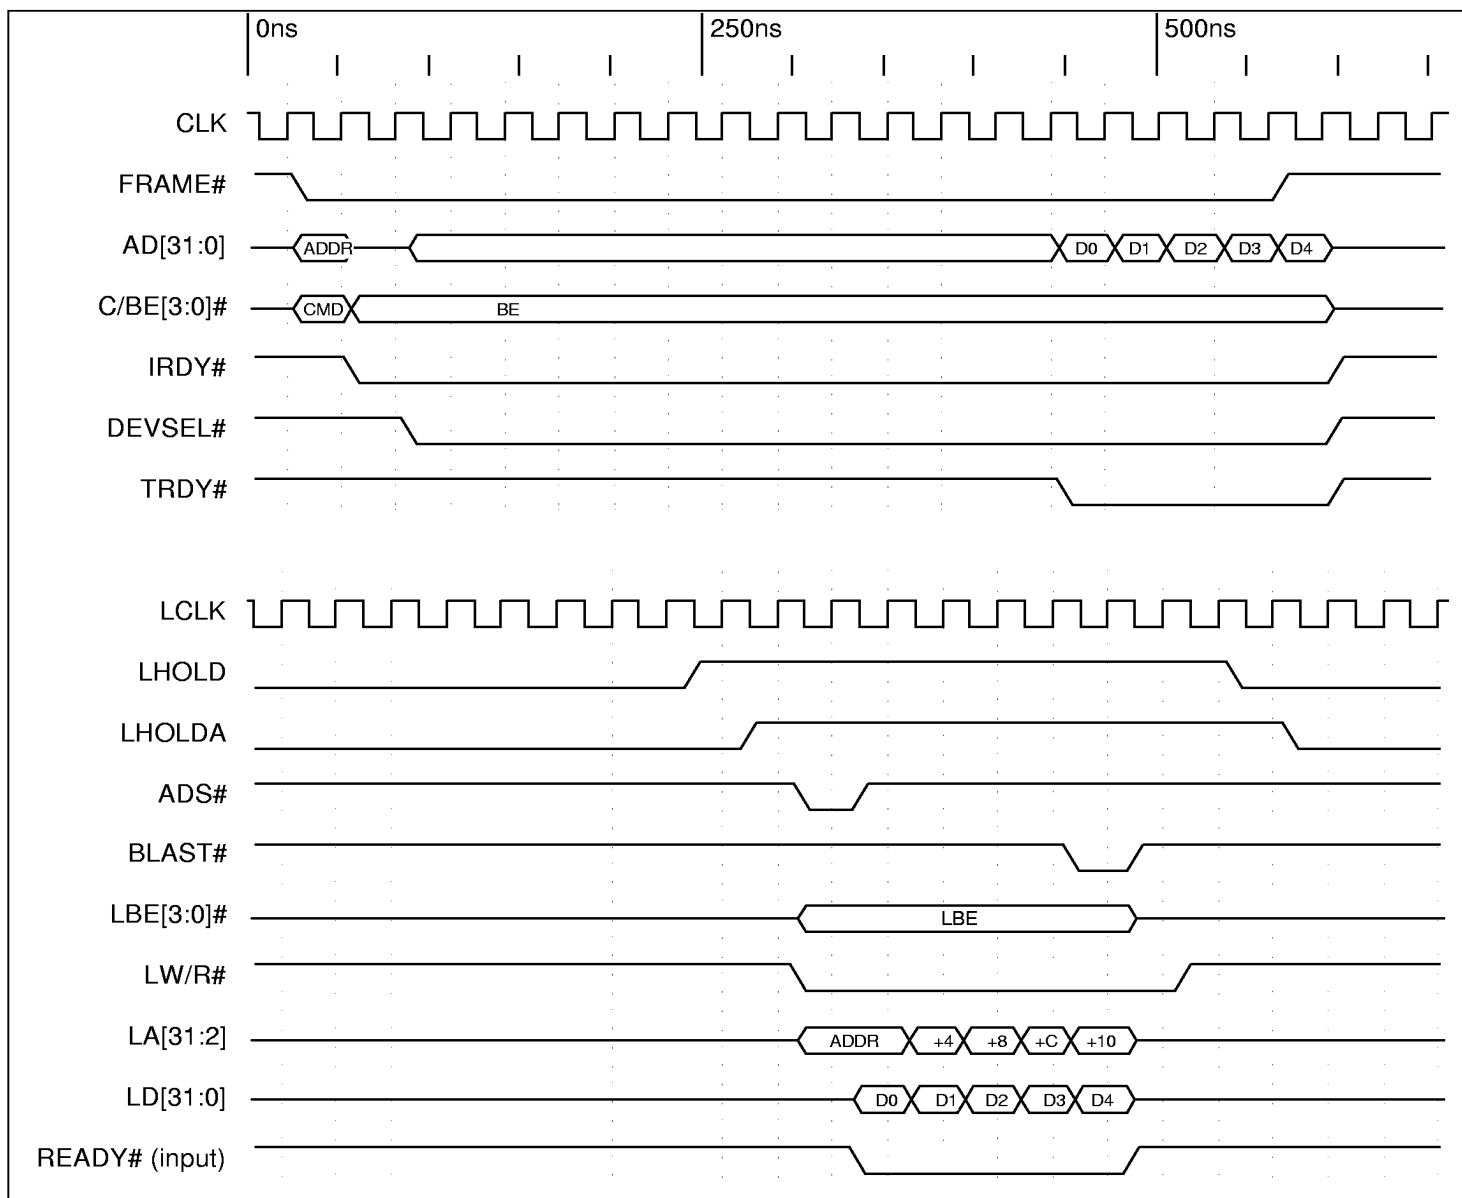 0ns 250ns 500ns
CLK
FRAME#
AD[31:0] ADDR D0 D1 D2 D3 D4
C/BE[3:0]# CMD BE
IRDY#
DEVSEL#
TRDY#
LCLK
LHOLD
LHOLDA
ADS#
BLAST#
LBE[3:0]# LBE
LW/R#
LA[31:2] ADDR +4 +8 +C +10
LD[31:0] D0 D1 D2 D3 D4
READY# (input)